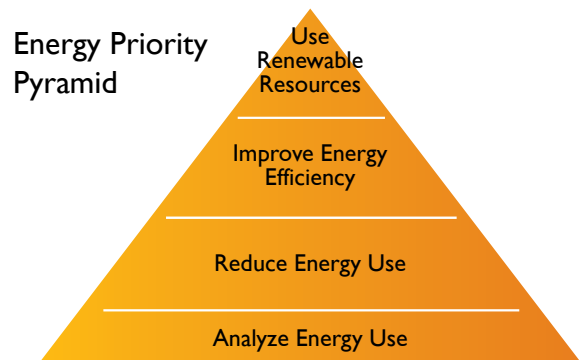 Energy Priority
Pyramid
Use
Renewable
Resources
Improve Energy
Efficiency
Reduce Energy Use
Analyze Energy Use